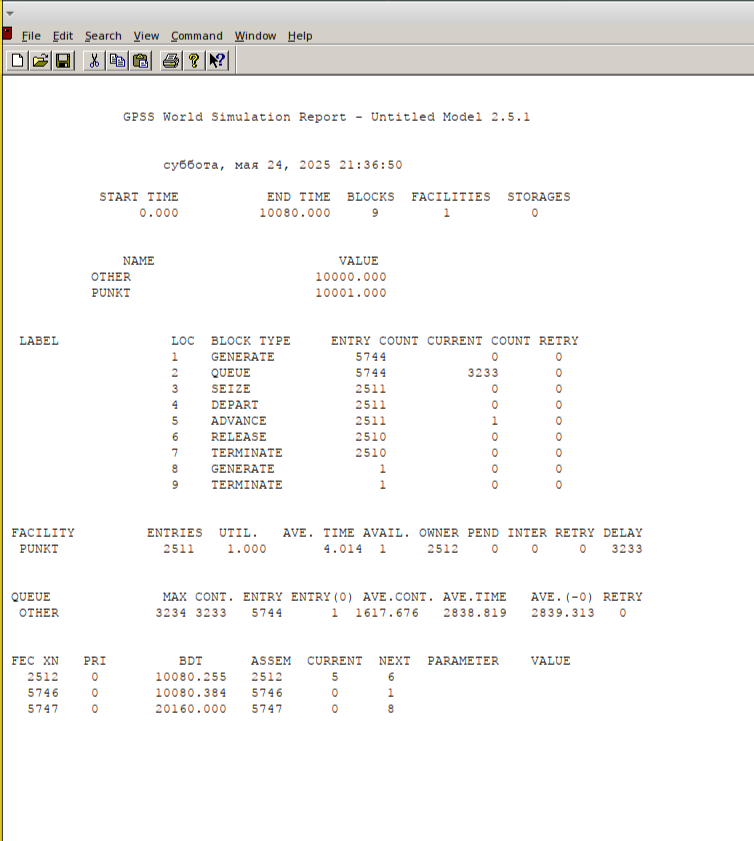 File Edit Search View Command Window Help
GPSS World Simulation Report - Untitled Model 2.5.1
суббота, мая 24, 2025 21:36:50
START TIME END TIME BLOCKS FACILITIES STORAGES
0.000 10080.000 9 1 0
NAME VALUE
OTHER 10000.000
PUNKT 10001.000
LABEL LOC BLOCK TYPE ENTRY COUNT CURRENT COUNT RETRY
1 GENERATE 5744 0 0
2 QUEUE 5744 3233 0
3 SEIZE 2511 0 0
4 DEPART 2511 0 0
5 ADVANCE 2511 1 0
6 RELEASE 2510 0 0
7 TERMINATE 2510 0 0
8 GENERATE 1 0 0
9 TERMINATE 1 0 0
FACILITY ENTRIES UTIL. AVE. TIME AVAIL. OWNER PEND INTER RETRY DELAY
PUNKT 2511 1.000 4.014 1 2512 0 0 0 3233
QUEUE MAX CONT. ENTRY ENTRY(0) AVE.CONT. AVE.TIME AVE.(-0) RETRY
OTHER 3234 3233 5744 1 1617.676 2838.819 2839.313 0
FEC XN PRI BDT ASSEM CURRENT NEXT PARAMETER VALUE
2512 0 10080.255 2512 5 6
5746 0 10080.384 5746 0 1
5747 0 20160.000 5747 0 8